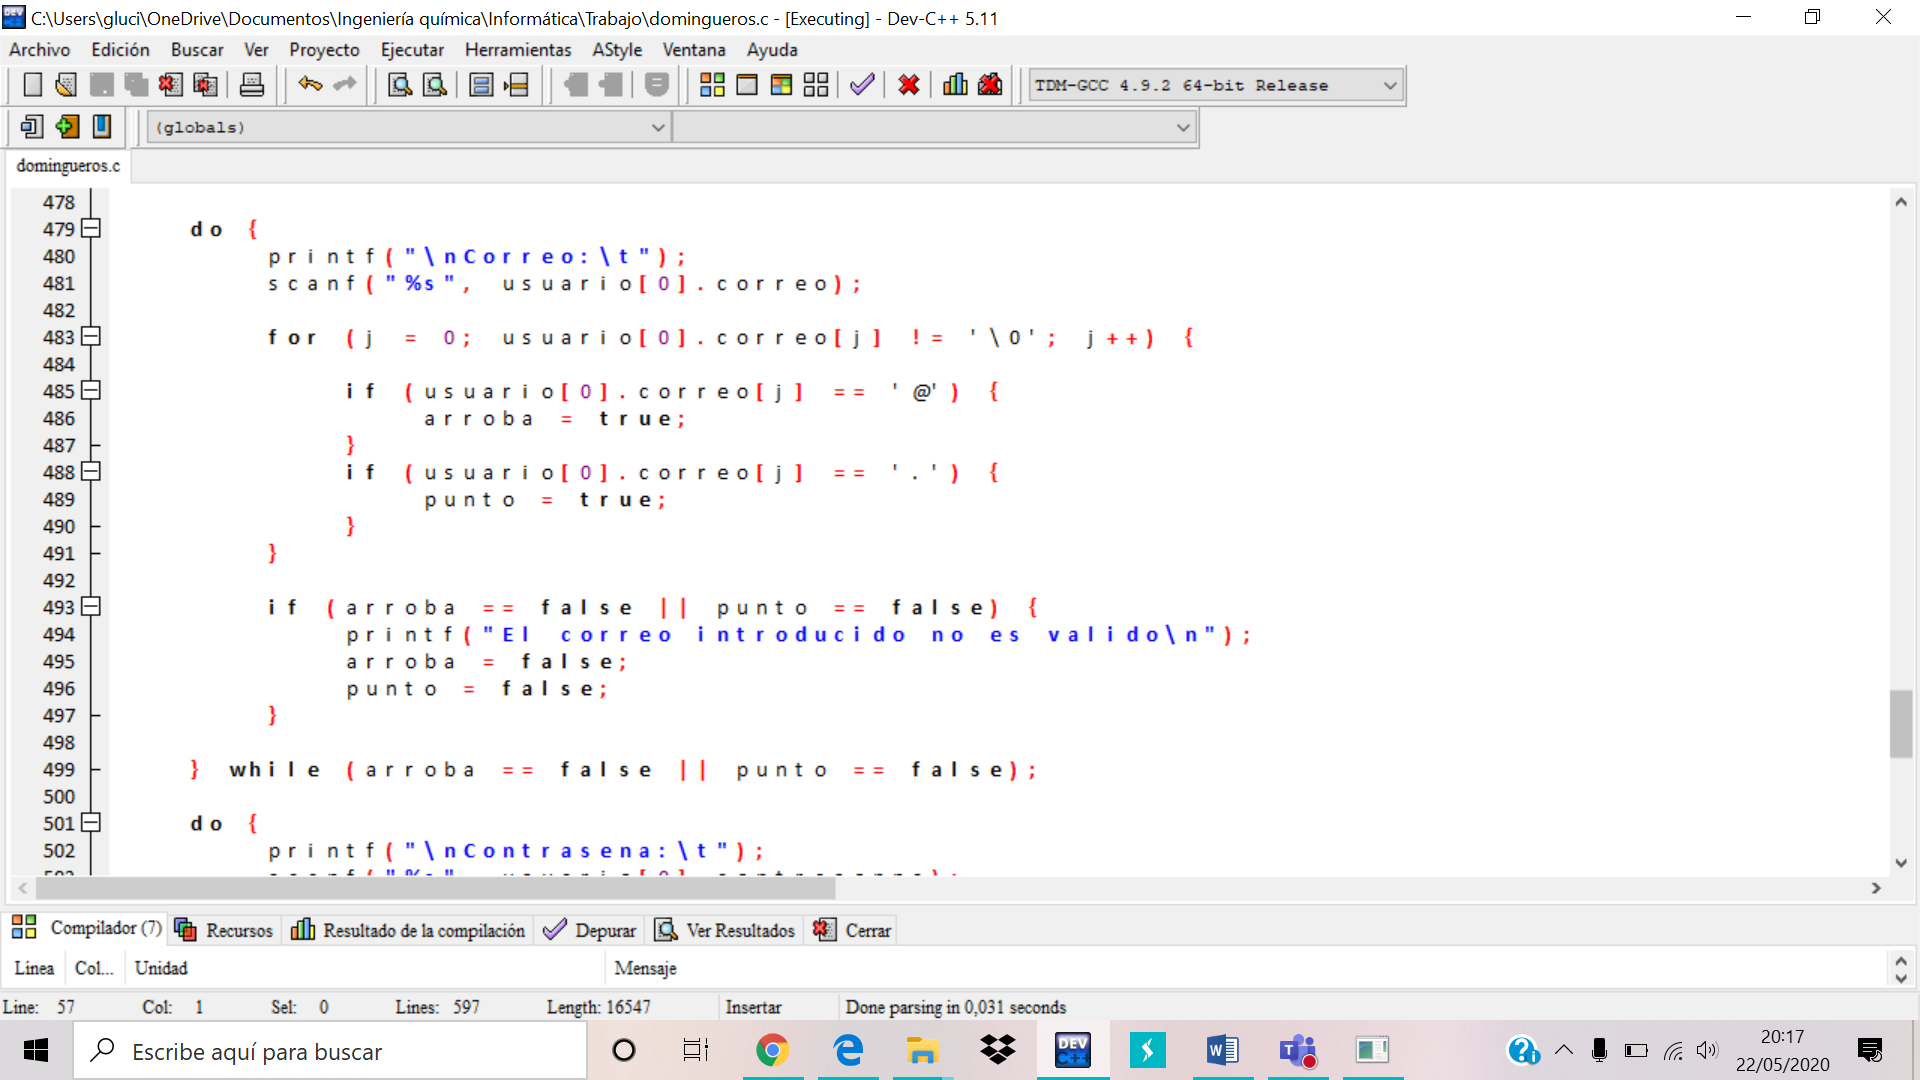 C:\Users\gluci\OneDrive\Documentos\Ingeniería química\Informática\Trabajo\domingueros.c - [Executing] - Dev-C++ 5.11
Archivo Edición Buscar Ver Proyecto Ejecutar Herramientas AStyle Ventana Ayuda
TDM-GCC 4.9.2 64-bit Release
(globals)
domingueros.c
478
479 do {
480 printf("\nCorreo:\t");
481 scanf("%s", usuario[0].correo);
482
483 for (j = 0; usuario[0].correo[j] != '\0'; j++) {
484
485 if (usuario[0].correo[j] == '@') {
486 arroba = true;
487 }
488 if (usuario[0].correo[j] == '.') {
489 punto = true;
490 }
491 }
492
493 if (arroba == false || punto == false) {
494 printf("El correo introducido no es valido\n");
495 arroba = false;
496 punto = false;
497 }
498
499 } while (arroba == false || punto == false);
500
501 do {
502 printf("\nContrasena:\t");
Compilador (7) Recursos Resultado de la compilación Depurar Ver Resultados Cerrar
Línea Col... Unidad Mensaje
Line: 57 Col: 1 Sel: 0 Lines: 597 Length: 16547 Insertar Done parsing in 0,031 seconds
Escribe aquí para buscar
DEV C++
20:17
22/05/2020